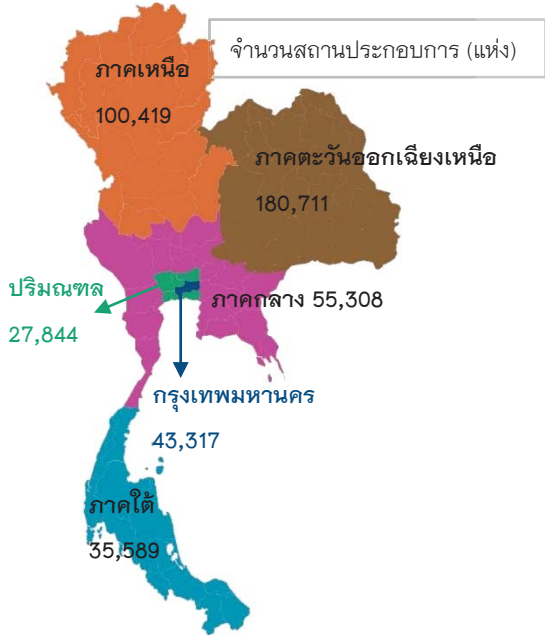 จำนวนสถานประกอบการ (แห่ง)
ภาคเหนือ
100,419
ภาคตะวันออกเฉียงเหนือ
180,711
ปริมณฑล
27,844
ภาคกลาง 55,308
กรุงเทพมหานคร
43,317
ภาคใต้
35,589